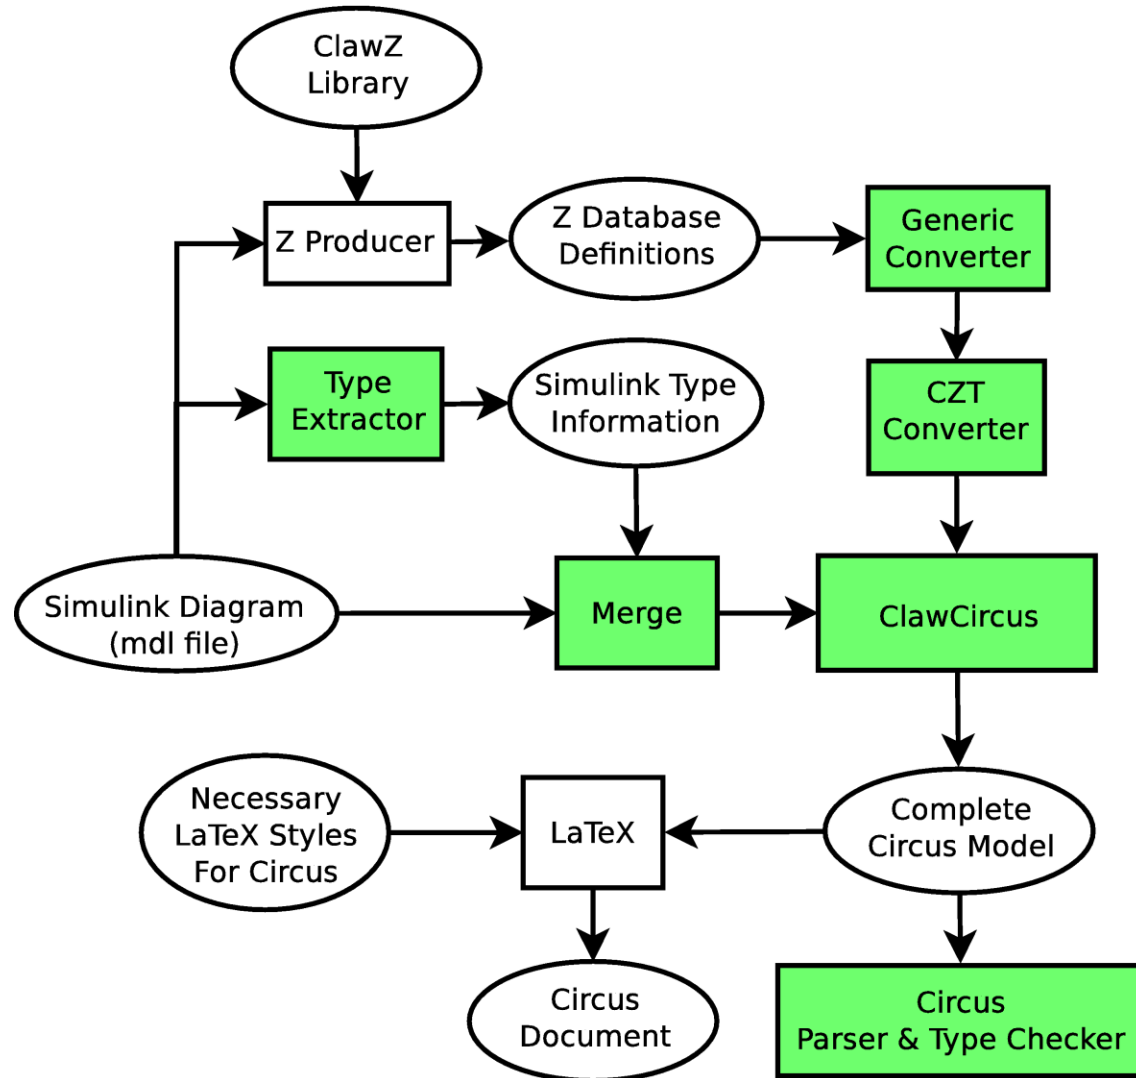 ClawZ
Library
Z Producer
Z Database
Definitions
Generic
Converter
Type
Extractor
Simulink Type
Information
CZT
Converter
Simulink Diagram
(mdl file)
Merge
ClawCircus
Necessary
LaTeX Styles
For Circus
LaTeX
Complete
Circus Model
Circus
Document
Circus
Parser & Type Checker